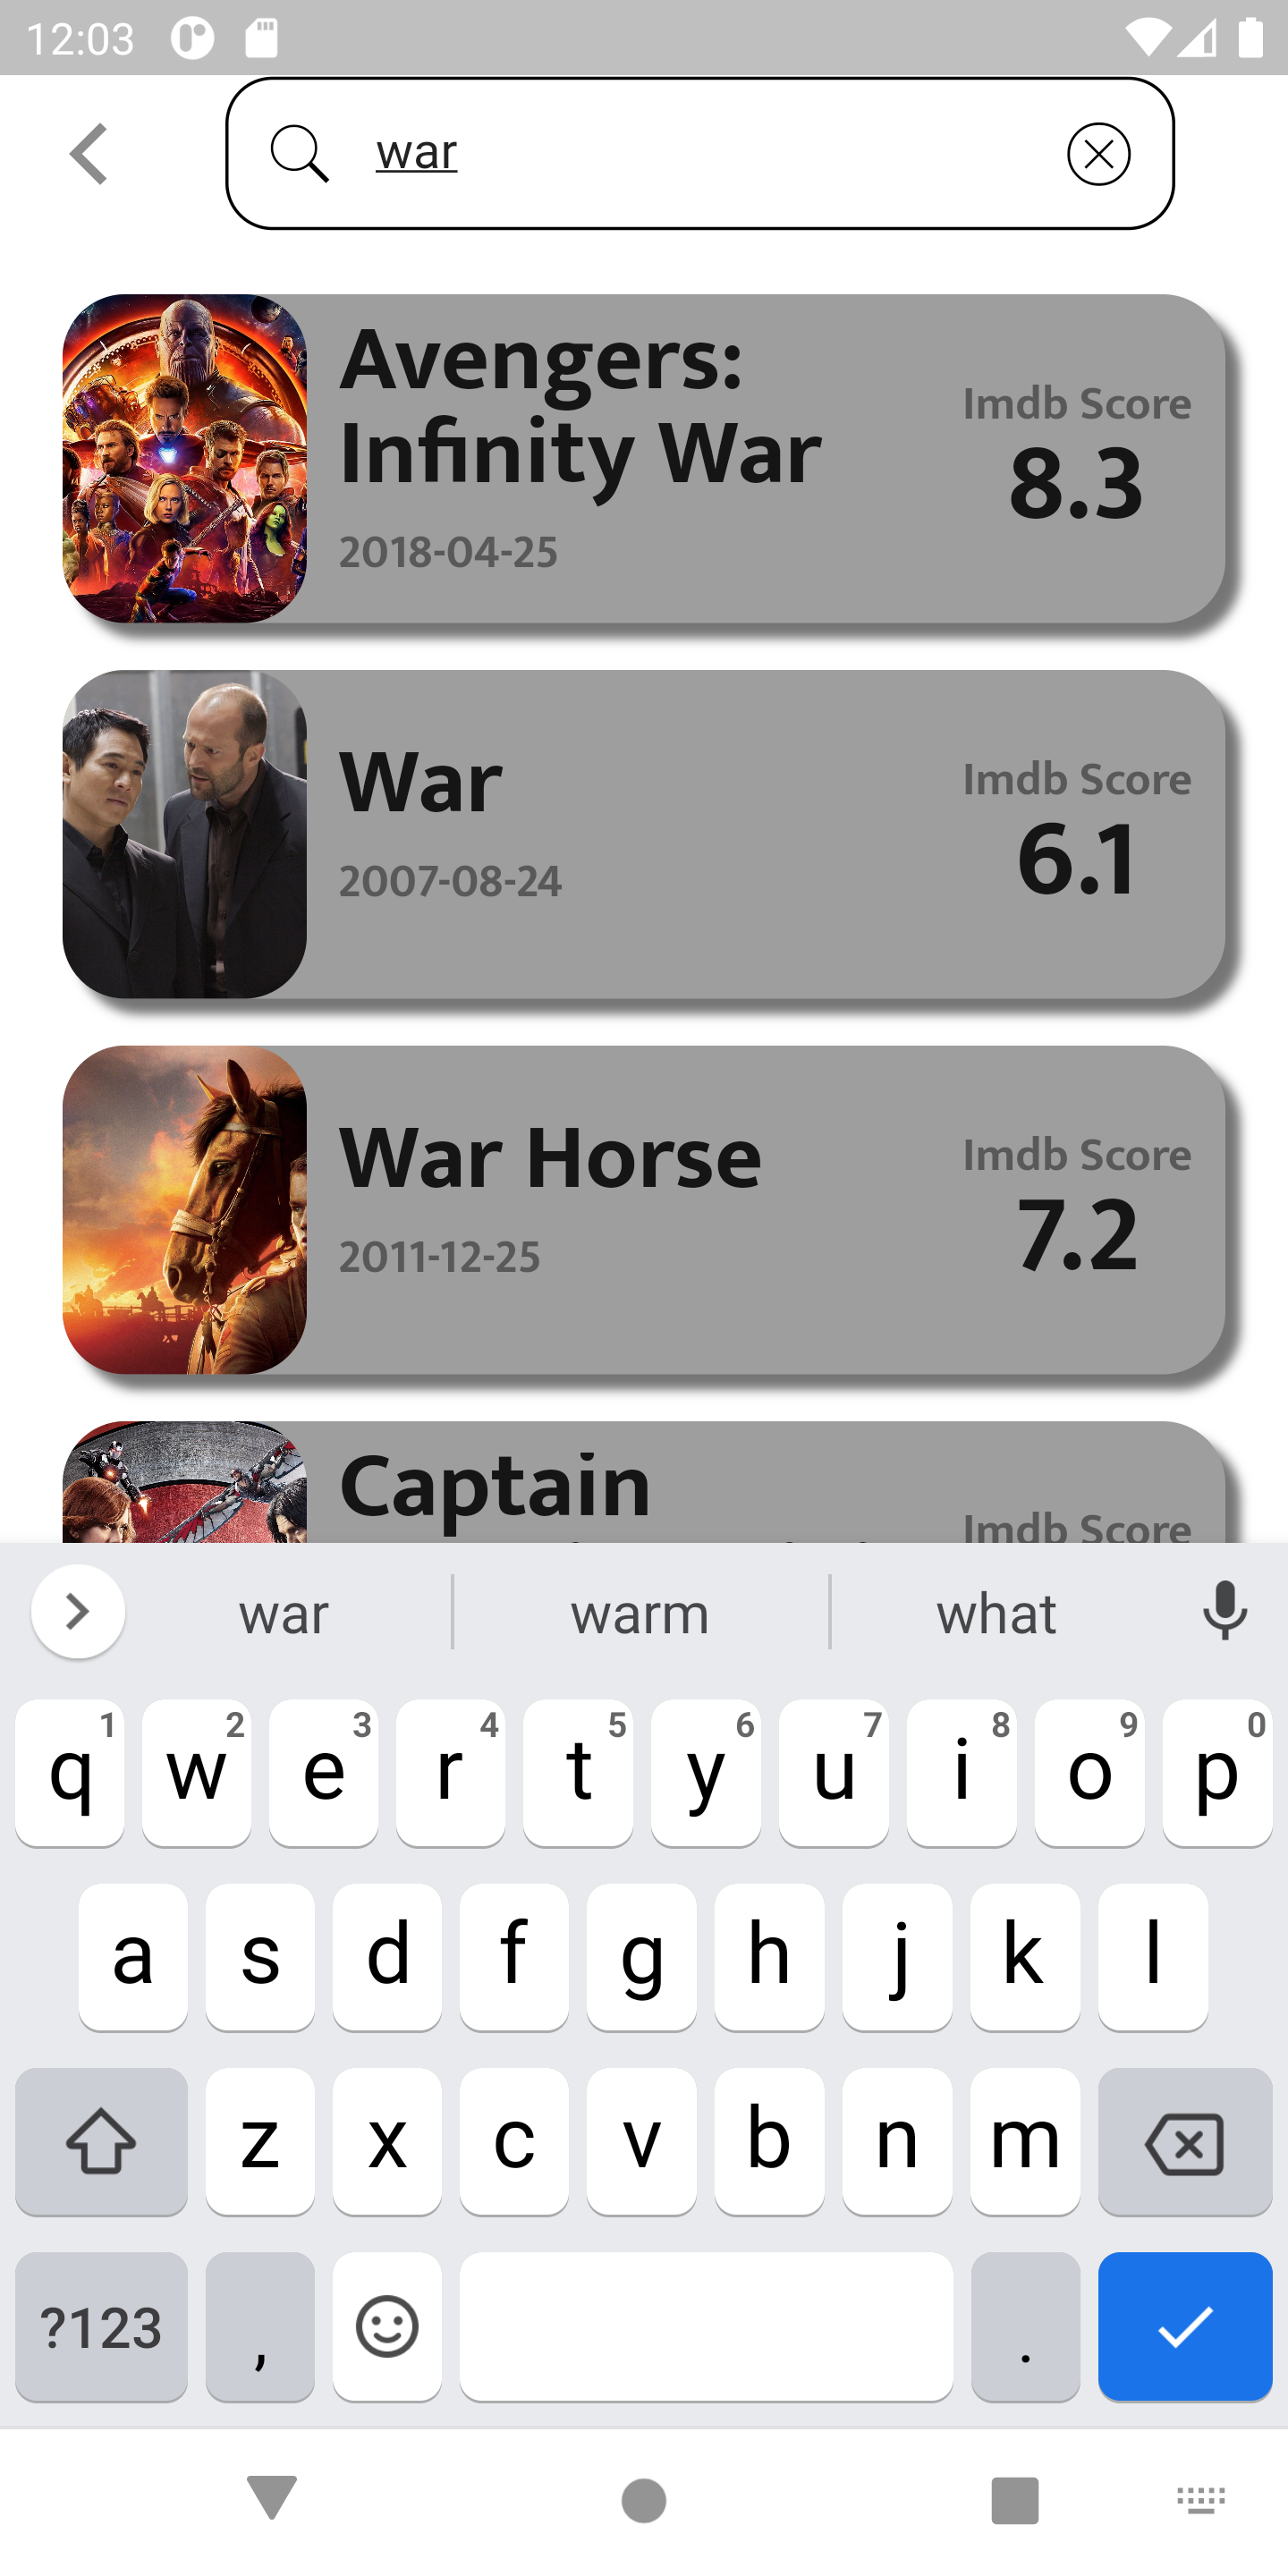 12:03
war
Avengers:
Infinity War
2018-04-25
Imdb Score
8.3
War
2007-08-24
Imdb Score
6.1
War Horse
2011-12-25
Imdb Score
7.2
Captain
Imdb Score
war warm what
q 1 w 2 e 3 r 4 t 5 y 6 u 7 i 8 o 9 p 0
a s d f g h j k l
z x c v b n m
?123 , .